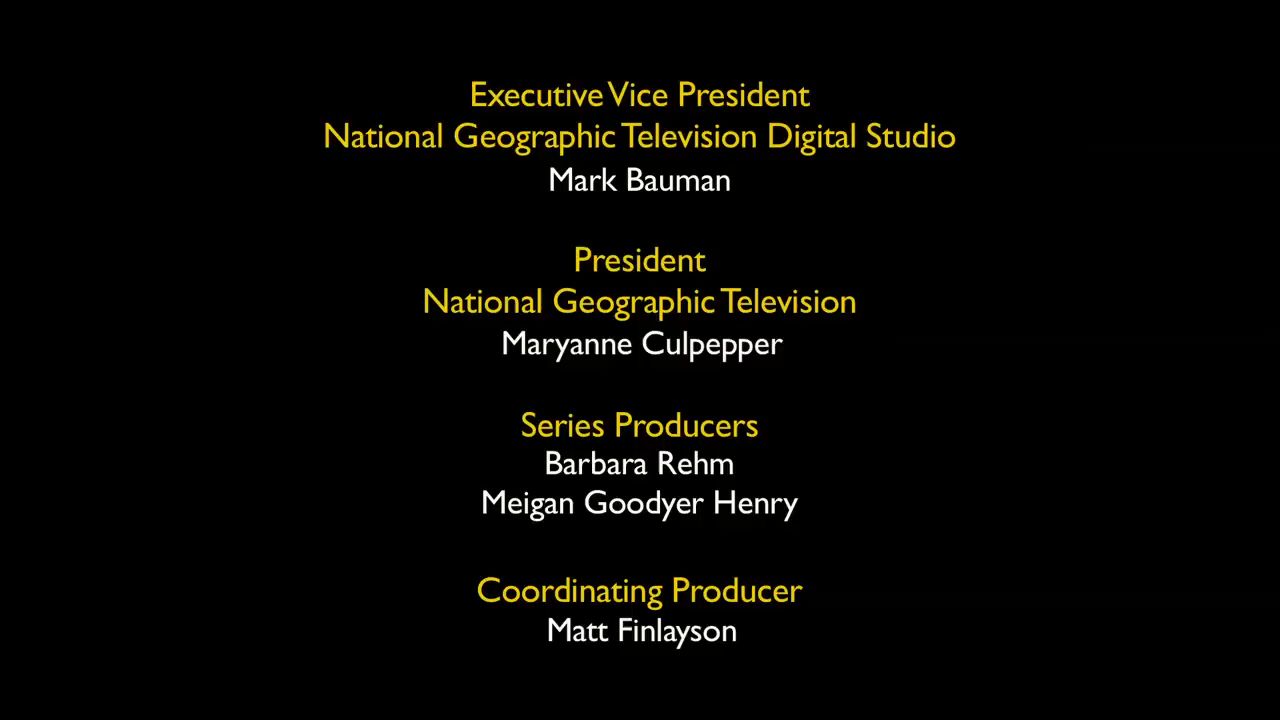 Executive Vice President
National Geographic Television Digital Studio
Mark Bauman
President
National Geographic Television
Maryanne Culpepper
Series Producers
Barbara Rehm
Meigan Goodyer Henry
Coordinating Producer
Matt Finlayson